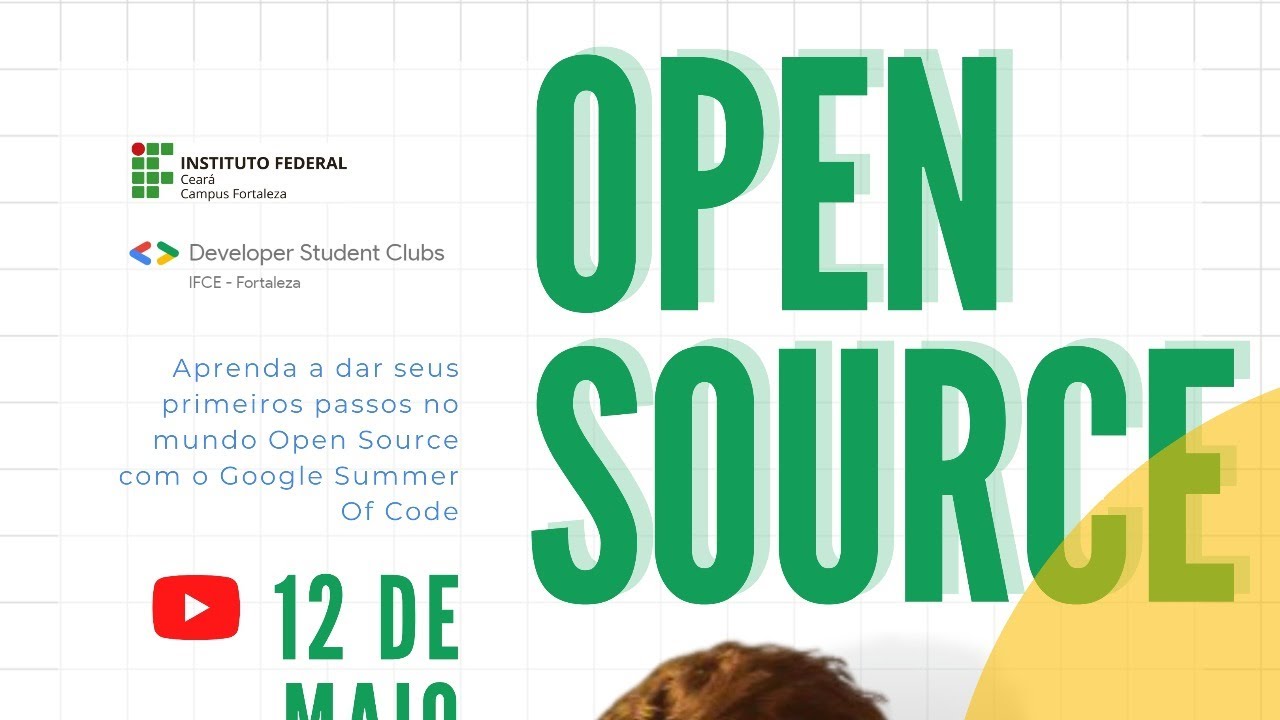 INSTITUTO FEDERAL
Ceará
Campus Fortaleza
Developer Student Clubs
IFCE - Fortaleza
Aprenda a dar seus
primeiros passos no
mundo Open Source
com o Google Summer
Of Code
12 DE
MAIO
OPEN
SOURCE